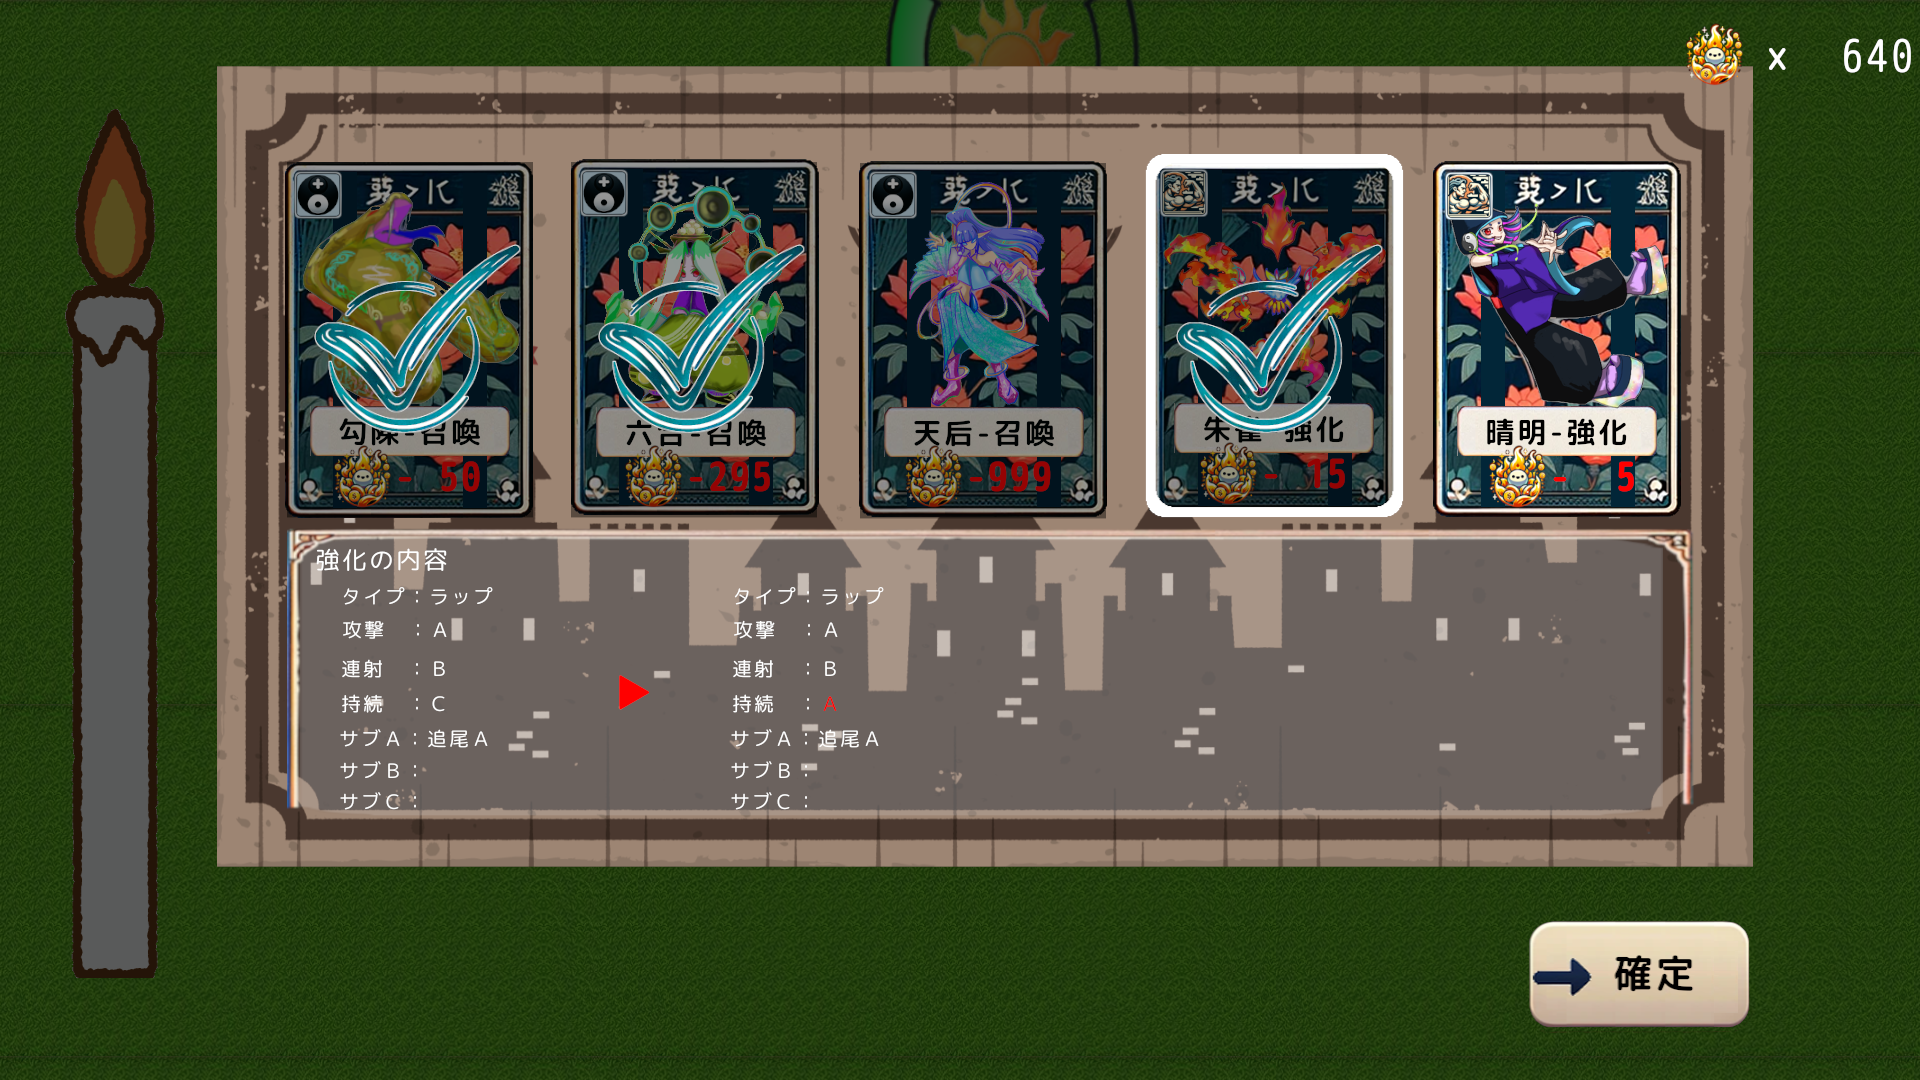 x 640
勾陳-召喚
六合-召喚
天后-召喚
朱雀-強化
晴明-強化
- 50
-295
-999
- 15
- 5
強化の内容
タイプ：ラップ
攻撃 ：A
連射 ：B
持続 ：C
サブA：追尾A
サブB：
サブC：
タイプ：ラップ
攻撃 ：A
連射 ：B
持続 ：A
サブA：追尾A
サブB：
サブC：
確定